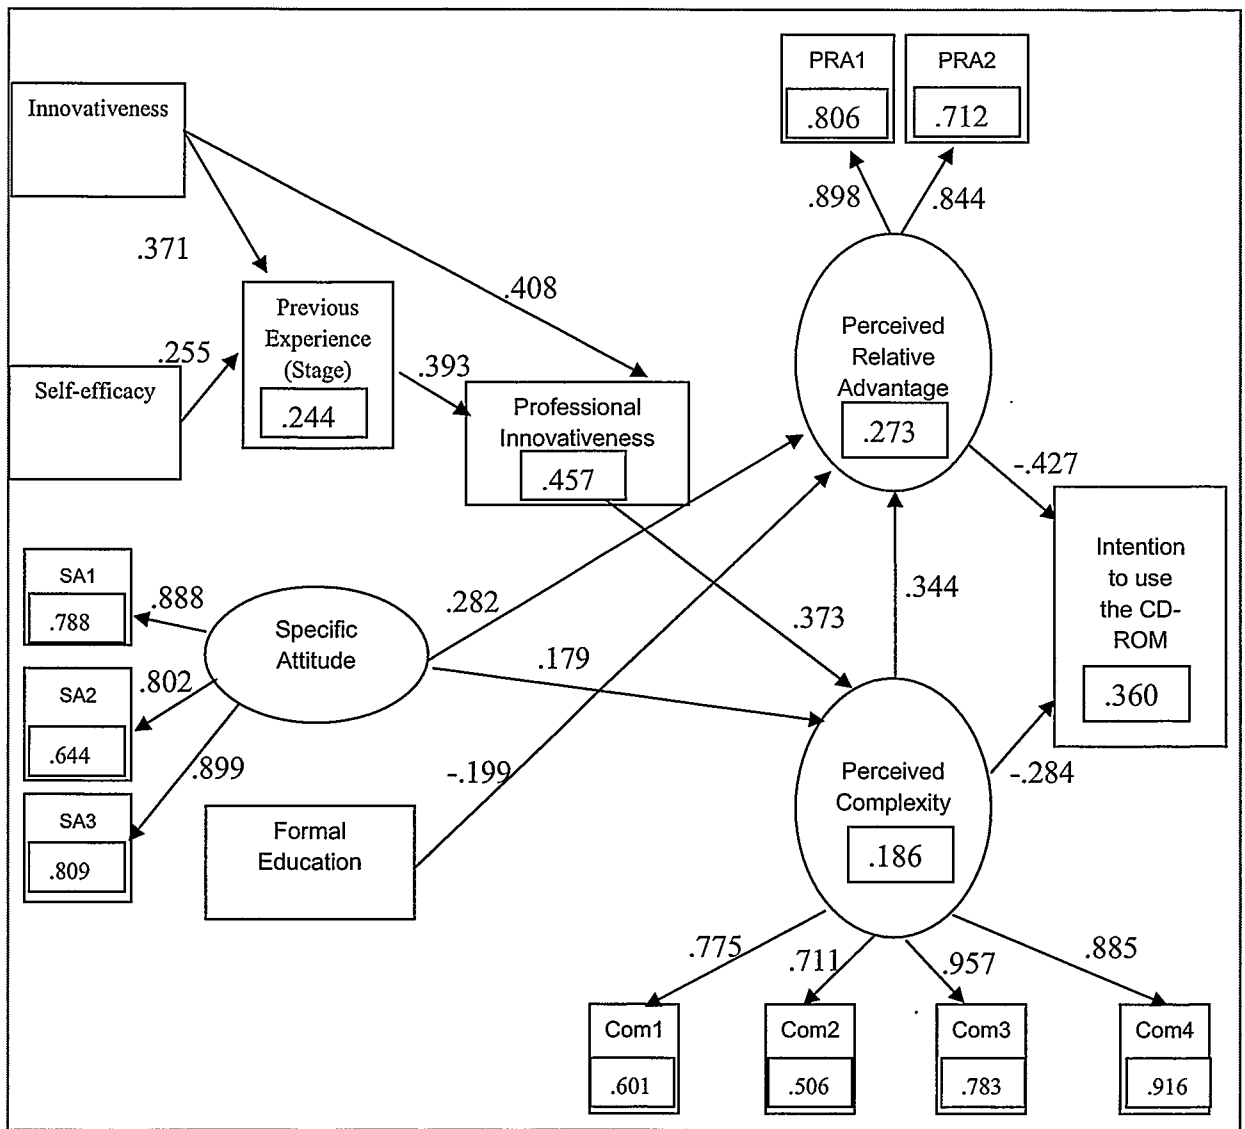 PRA1
.806
PRA2
.712
.898
.844
Innovativeness
.371
.408
Previous
Experience
(Stage)
.244
.255
Self-efficacy
.393
Professional
Innovativeness
.457
Perceived
Relative
Advantage
.273
-.427
Intention
to use
the CD-
ROM
.360
SA1
.788
.888
SA2
.644
.802
SA3
.809
.899
Specific
Attitude
.282
.179
.373
.344
-.199
Formal
Education
Perceived
Complexity
.186
-.284
.775
.711
.957
.885
Com1
.601
Com2
.506
Com3
.783
Com4
.916